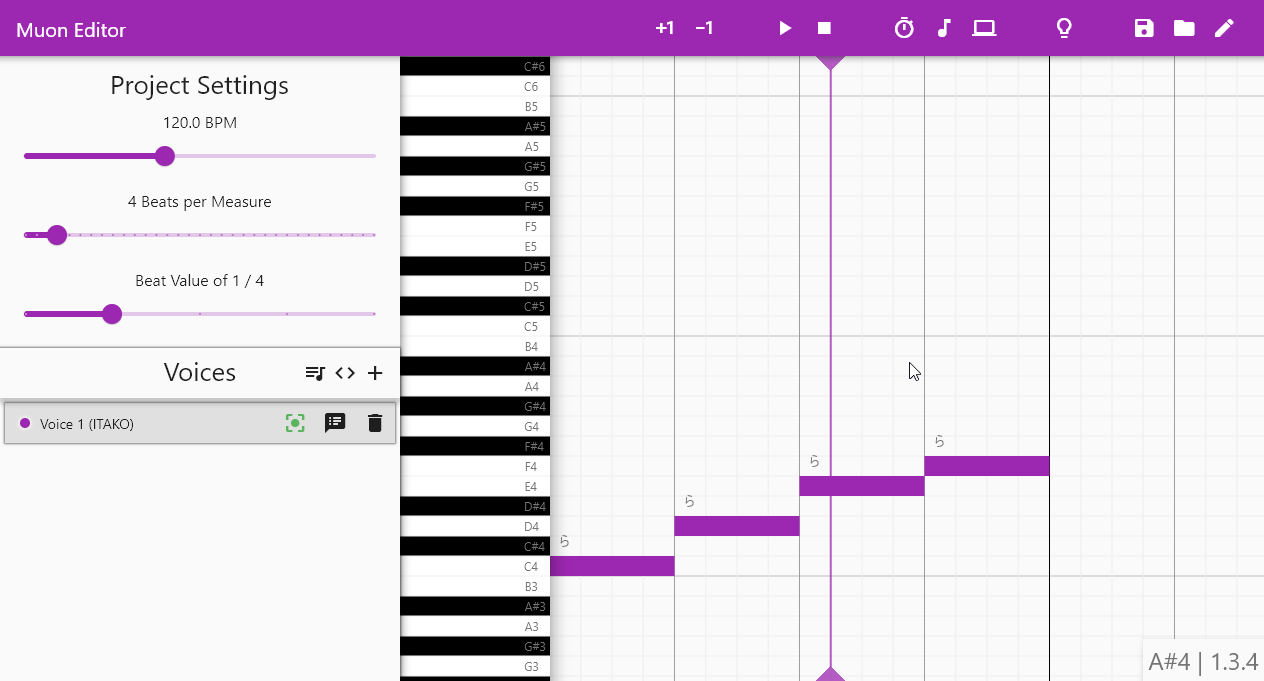 Muon Editor
+1
−1
Project Settings
120.0 BPM
4 Beats per Measure
Beat Value of 1 / 4
Voices
Voice 1 (ITAKO)
C#6
C6
B5
A#5
A5
G#5
G5
F#5
F5
E5
D#5
D5
C#5
C5
B4
A#4
A4
G#4
G4
F#4
F4
E4
D#4
D4
C#4
C4
B3
A#3
A3
G#3
G3
ら
ら
ら
ら
A#4 | 1.3.4